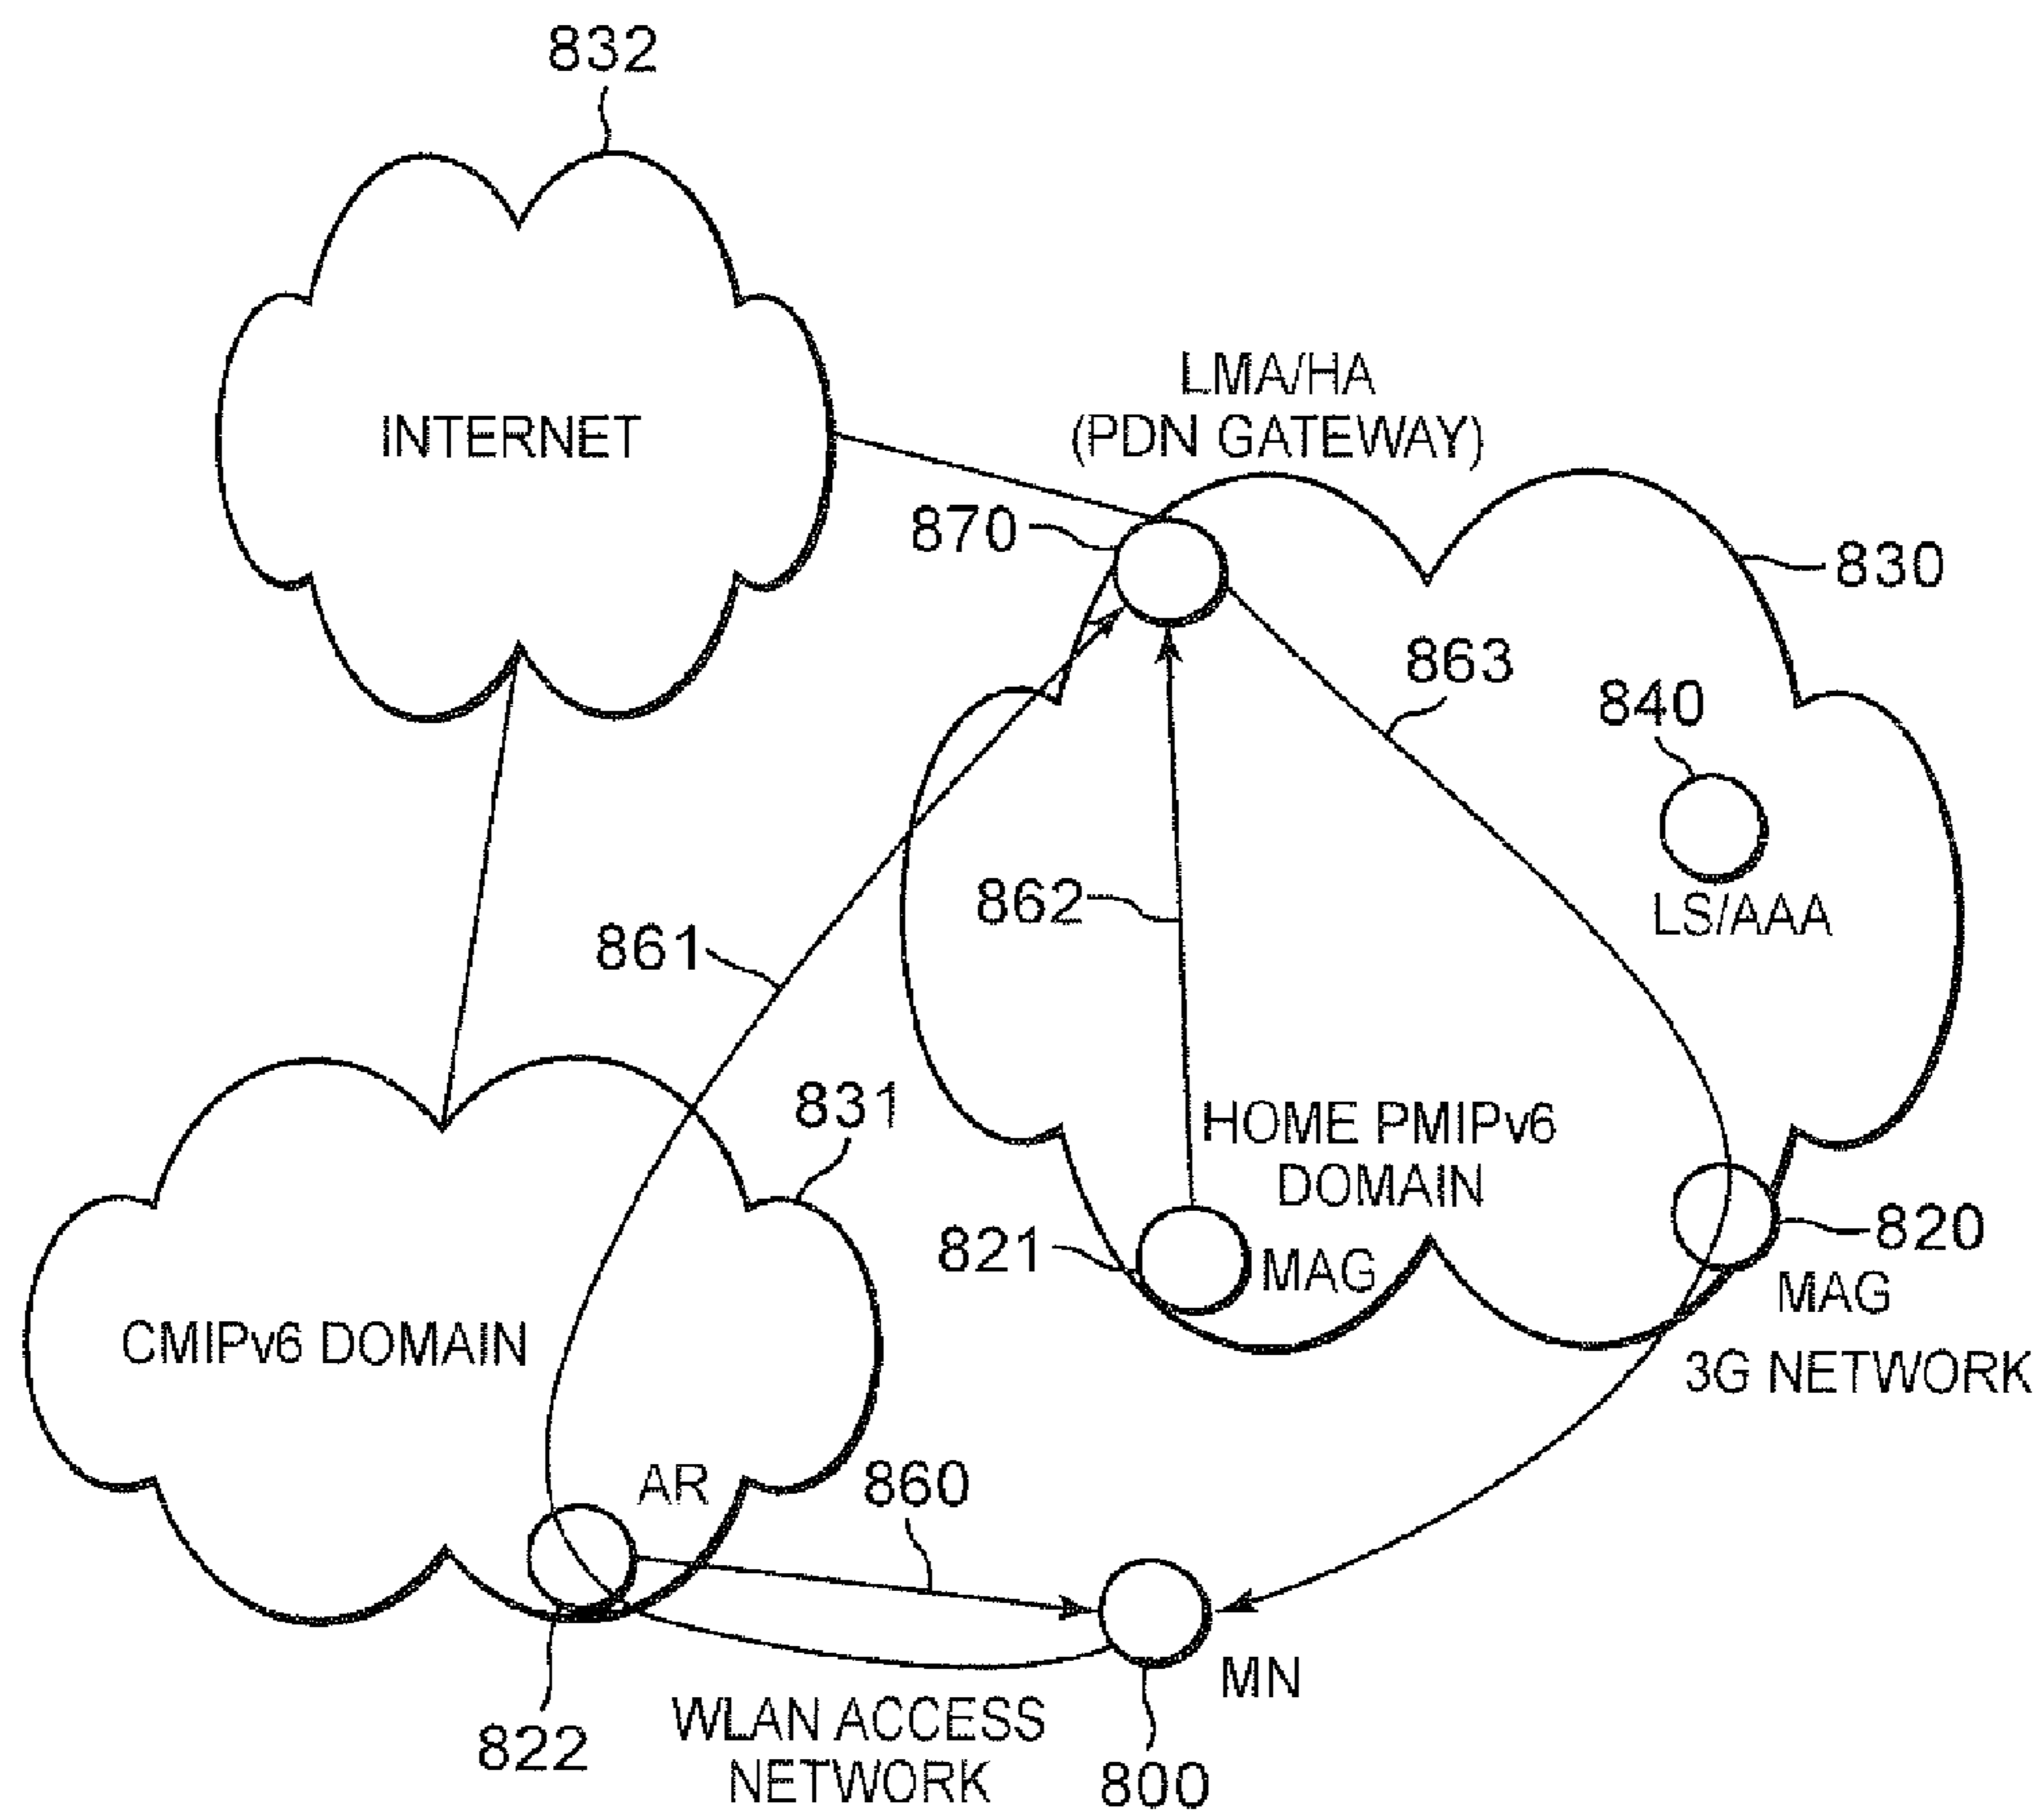 832
LMA/HA
(PDN GATEWAY)
INTERNET
870
830
863
840
862
LS/AAA
861
831
HOME PMIPv6
DOMAIN
821
MAG
820
MAG
CMIPv6 DOMAIN
3G NETWORK
AR
860
MN
WLAN ACCESS
NETWORK
822
800